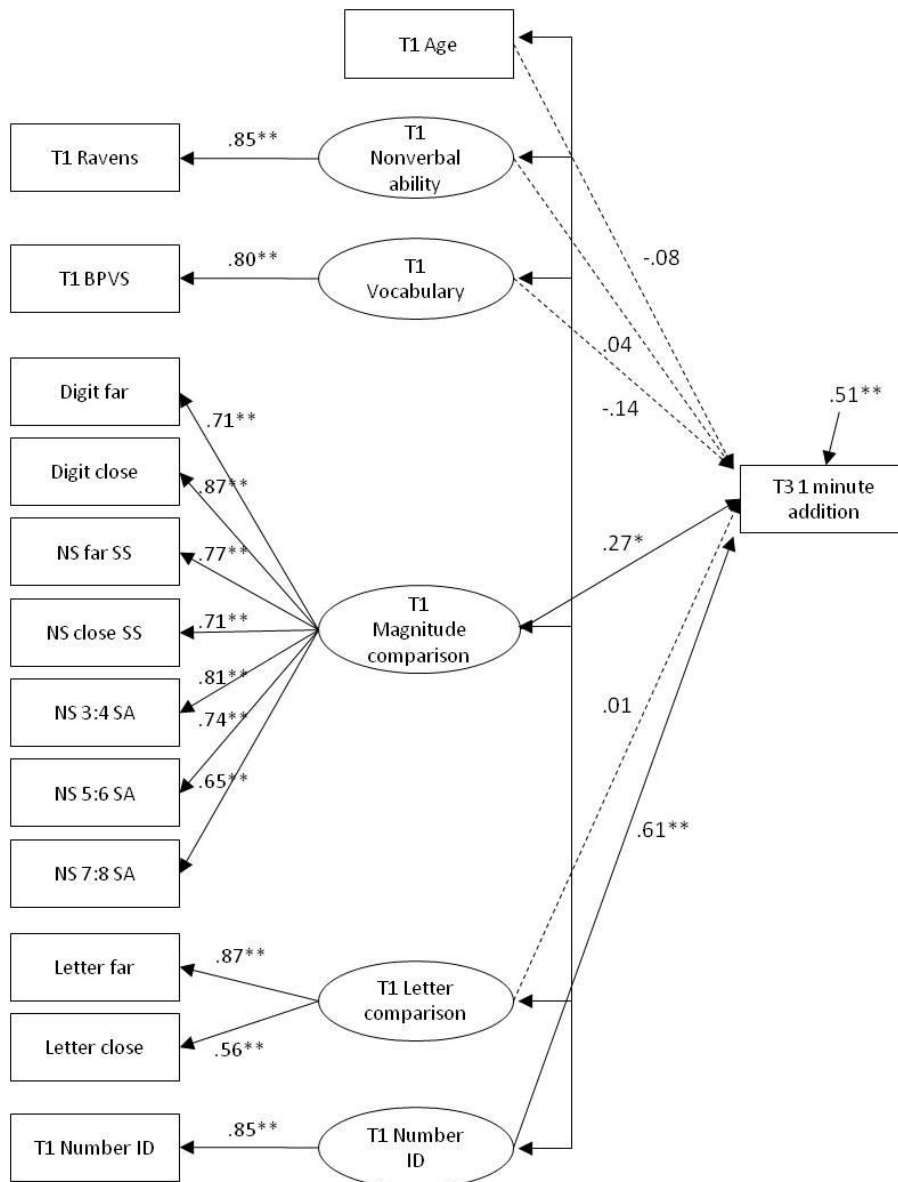 T1 Age
T1 Ravens
.85**
T1
Nonverbal
ability
T1 BPVS
.80**
T1
Vocabulary
-.08
.04
-.14
.51**
T3 1 minute
addition
Digit far
.71**
Digit close
.87**
NS far SS
.77**
NS close SS
.71**
NS 3:4 SA
.81**
NS 5:6 SA
.74**
NS 7:8 SA
.65**
T1
Magnitude
comparison
.27*
.01
.61**
Letter far
.87**
Letter close
.56**
T1 Letter
comparison
T1 Number ID
.85**
T1 Number
ID